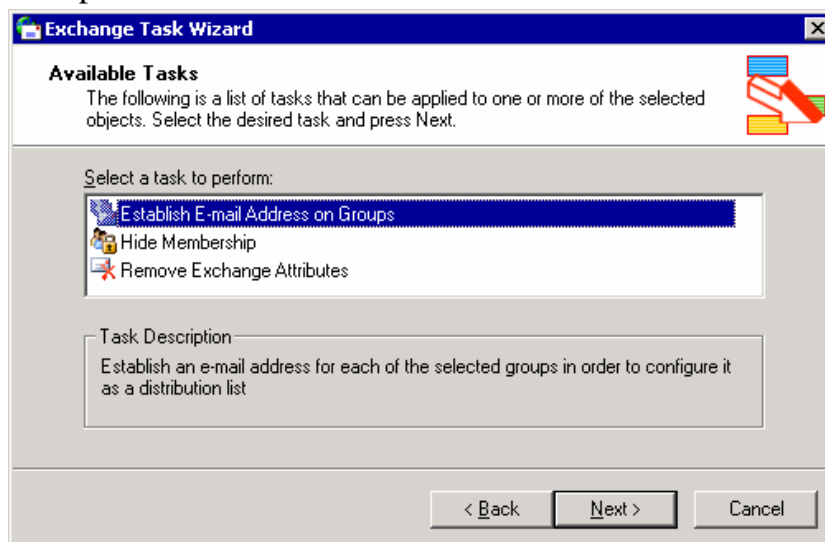 Exchange Task Wizard
Available Tasks
The following is a list of tasks that can be applied to one or more of the selected
objects. Select the desired task and press Next.
Select a task to perform:
Establish E-mail Address on Groups
Hide Membership
Remove Exchange Attributes
Task Description
Establish an e-mail address for each of the selected groups in order to configure it
as a distribution list
< Back
Next >
Cancel